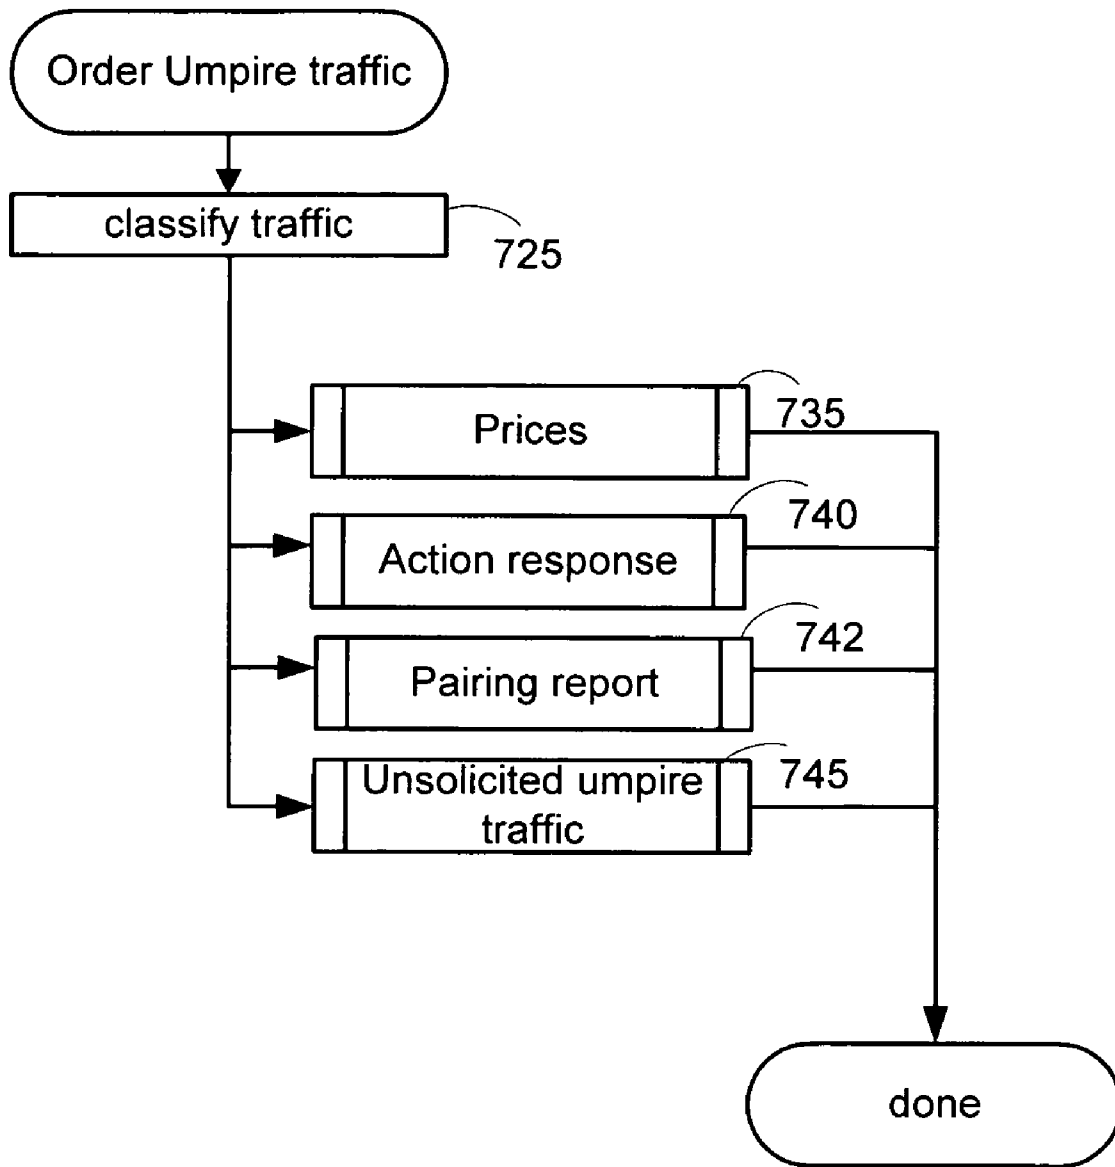 Order Umpire traffic
classify traffic
725
Prices
735
Action response
740
Pairing report
742
Unsolicited umpire
traffic
745
done